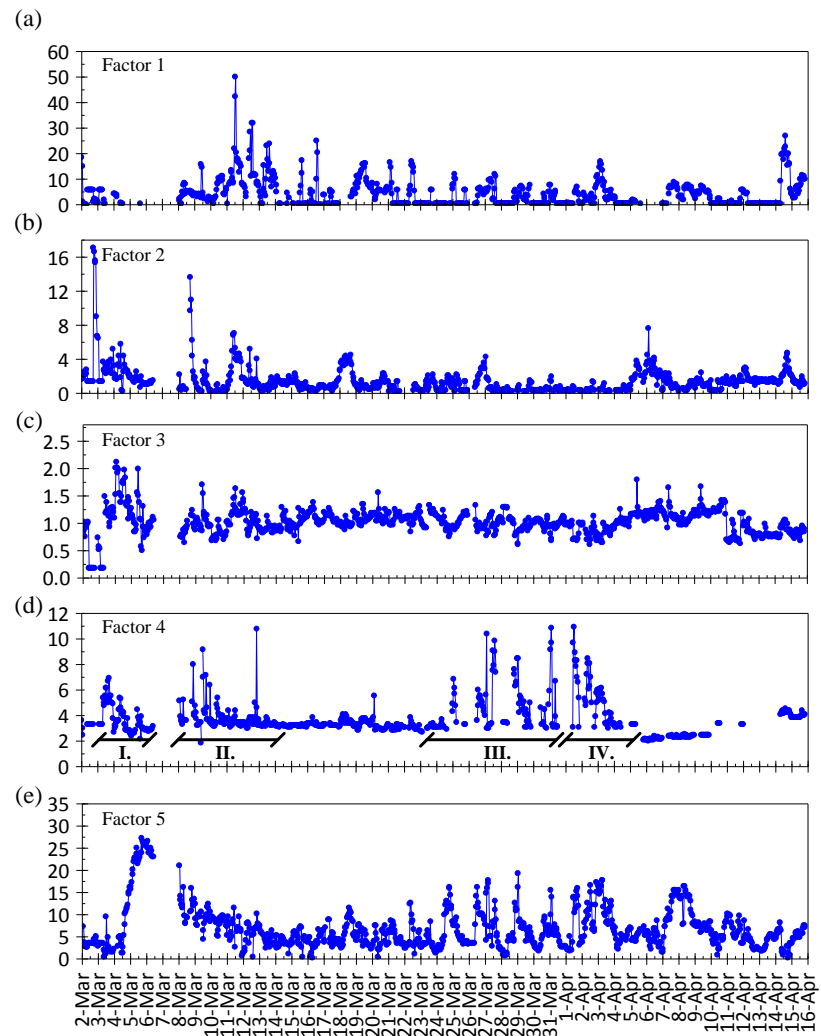 (a)
Factor 1
60
50
40
30
20
10
0
(b)
Factor 2
16
12
8
4
0
(c)
Factor 3
2.5
2.0
1.5
1.0
0.5
0.0
(d)
Factor 4
12
10
8
6
4
2
0
I.
II.
III.
IV.
(e)
Factor 5
35
30
25
20
15
10
5
0
2-Mar
3-Mar
4-Mar
5-Mar
6-Mar
7-Mar
8-Mar
9-Mar
10-Mar
11-Mar
12-Mar
13-Mar
14-Mar
15-Mar
16-Mar
17-Mar
18-Mar
19-Mar
20-Mar
21-Mar
22-Mar
23-Mar
24-Mar
25-Mar
26-Mar
27-Mar
28-Mar
29-Mar
30-Mar
31-Mar
1-Apr
2-Apr
3-Apr
4-Apr
5-Apr
6-Apr
7-Apr
8-Apr
9-Apr
10-Apr
11-Apr
12-Apr
13-Apr
14-Apr
15-Apr
16-Apr